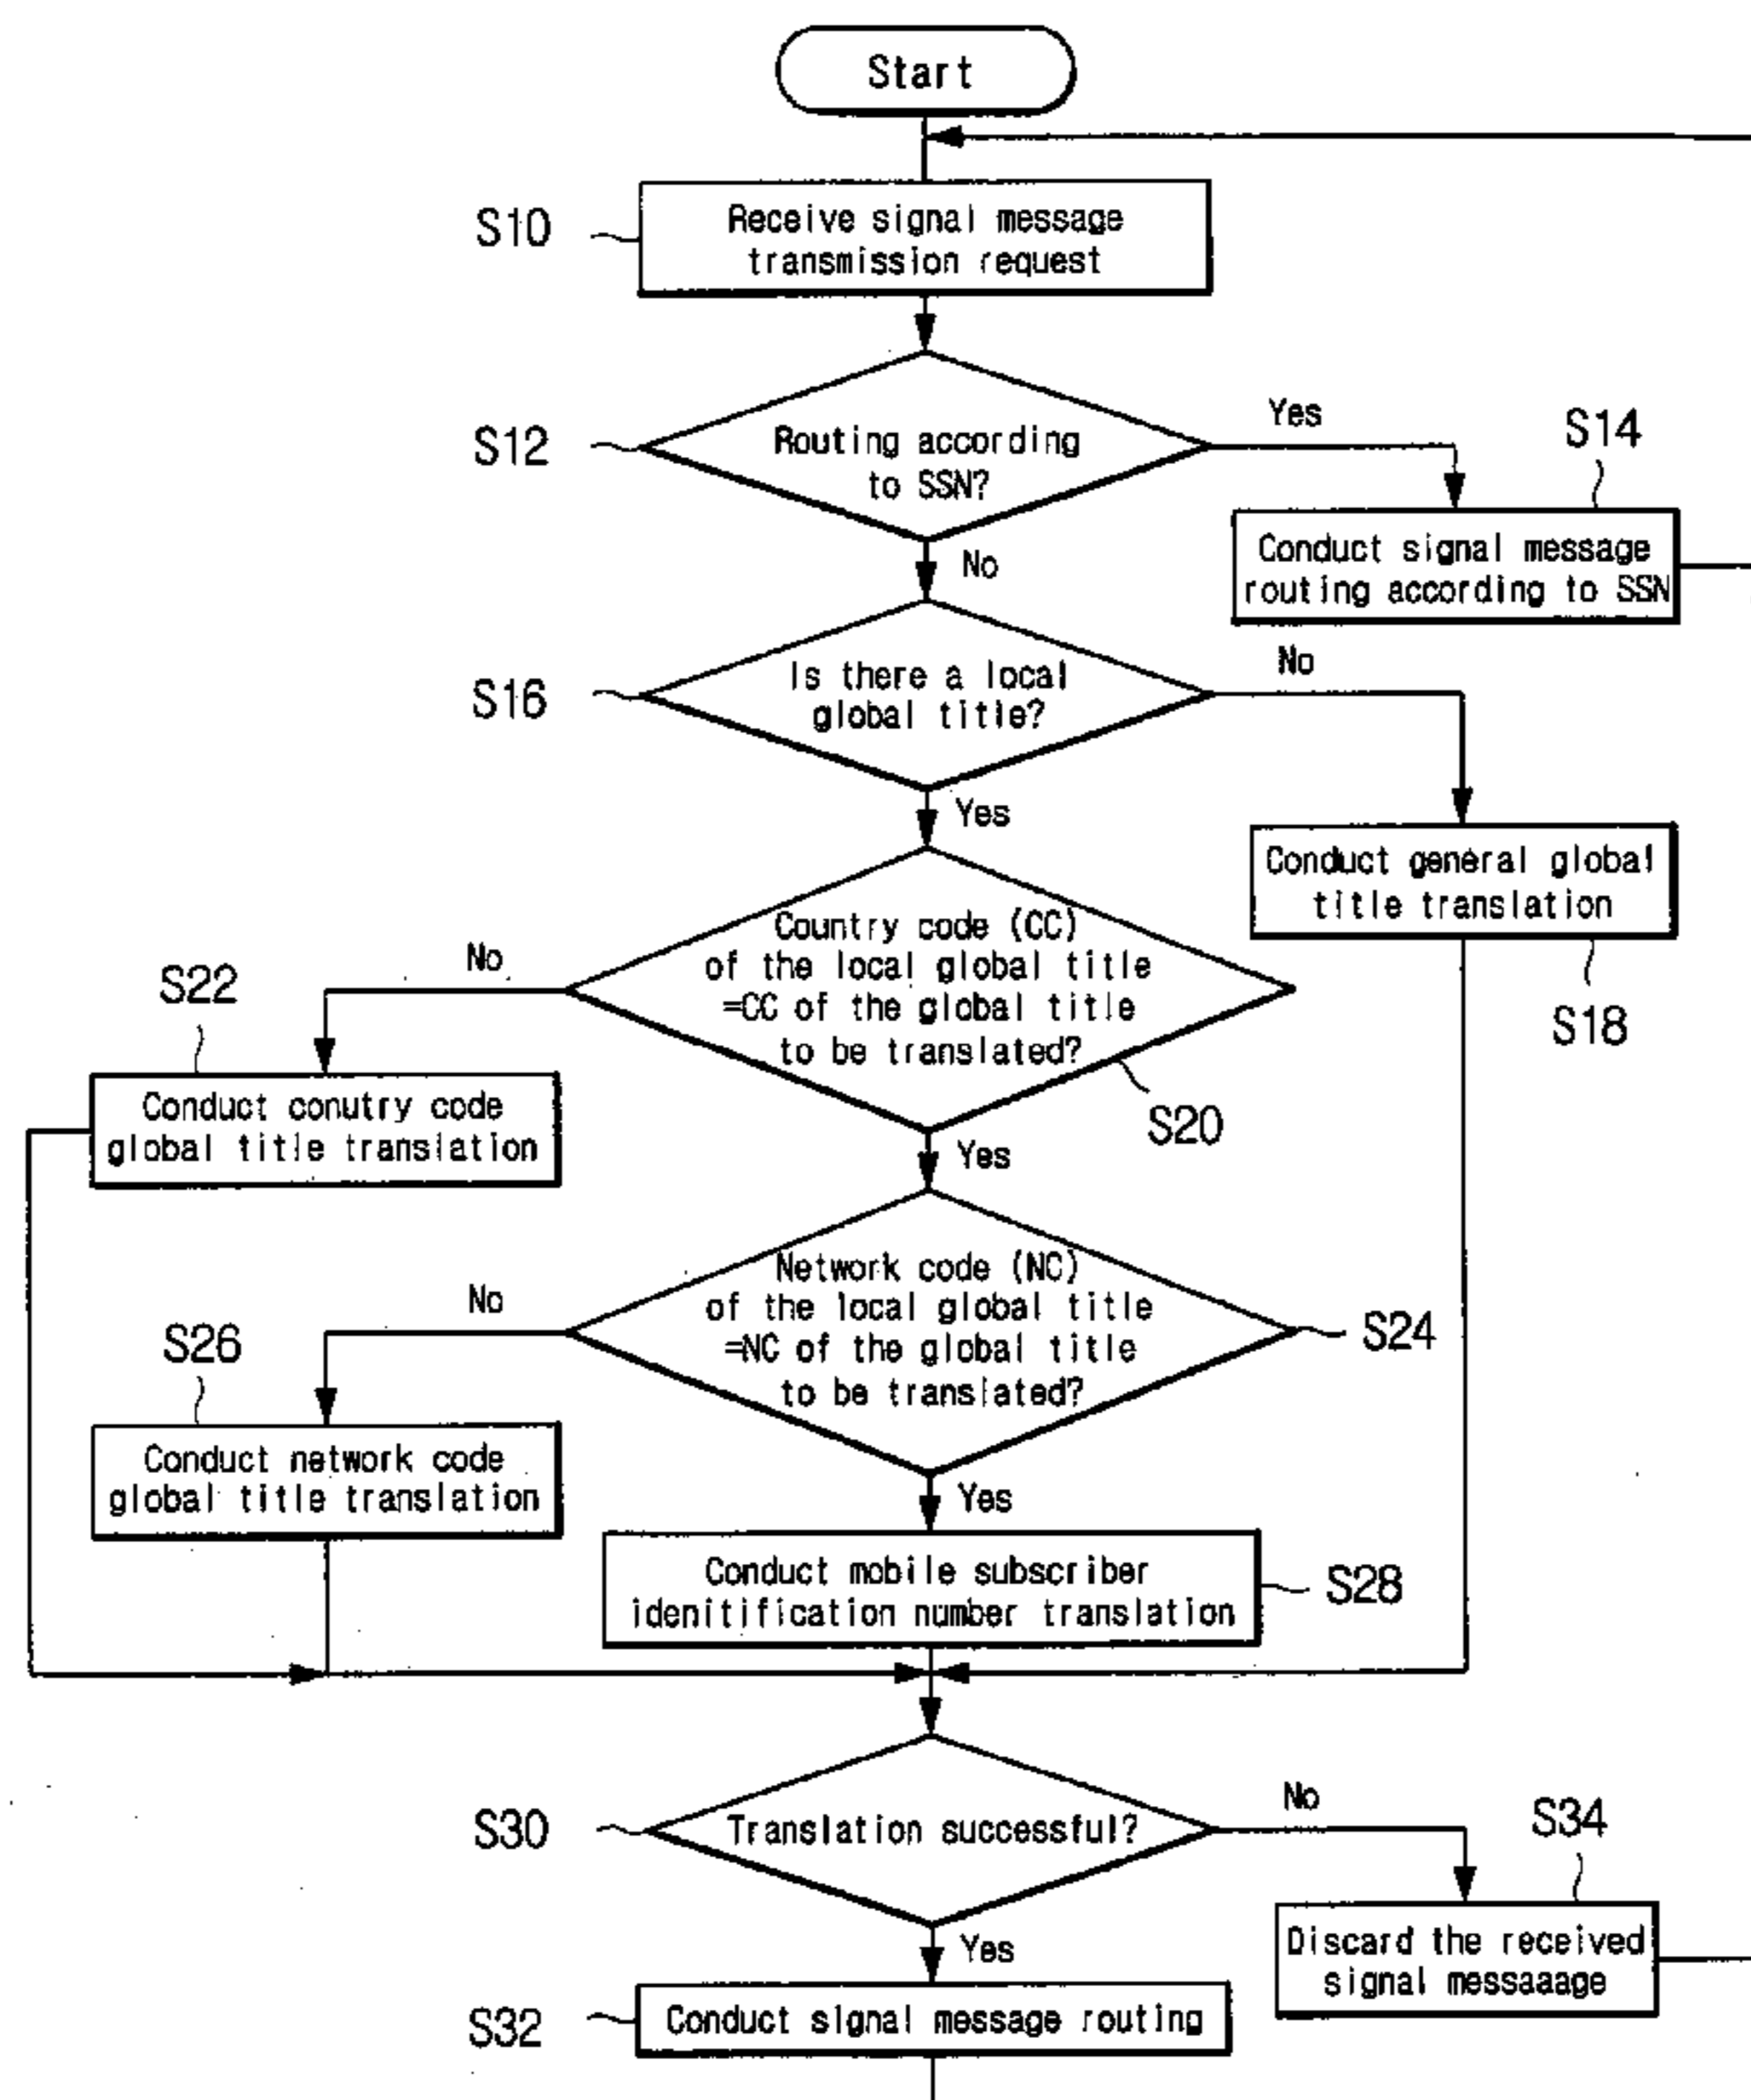 Start
S10
Receive signal message
transmission request
S12
Routing according
to SSN?
Yes
S14
No
Conduct signal message
routing according to SSN
S16
Is there a local
global title?
No
Yes
Conduct general global
title translation
S18
Country code (CC)
of the local global title
=CC of the global title
to be translated?
No
S22
S20
Conduct conutry code
global title translation
Yes
Network code (NC)
of the local global title
=NC of the global title
to be translated?
No
S24
S26
Conduct network code
global title translation
Yes
Conduct mobile subscriber
idenitification number translation
S28
S30
Translation successful?
No
S34
Yes
Discard the received
signal messaaage
S32
Conduct signal message routing